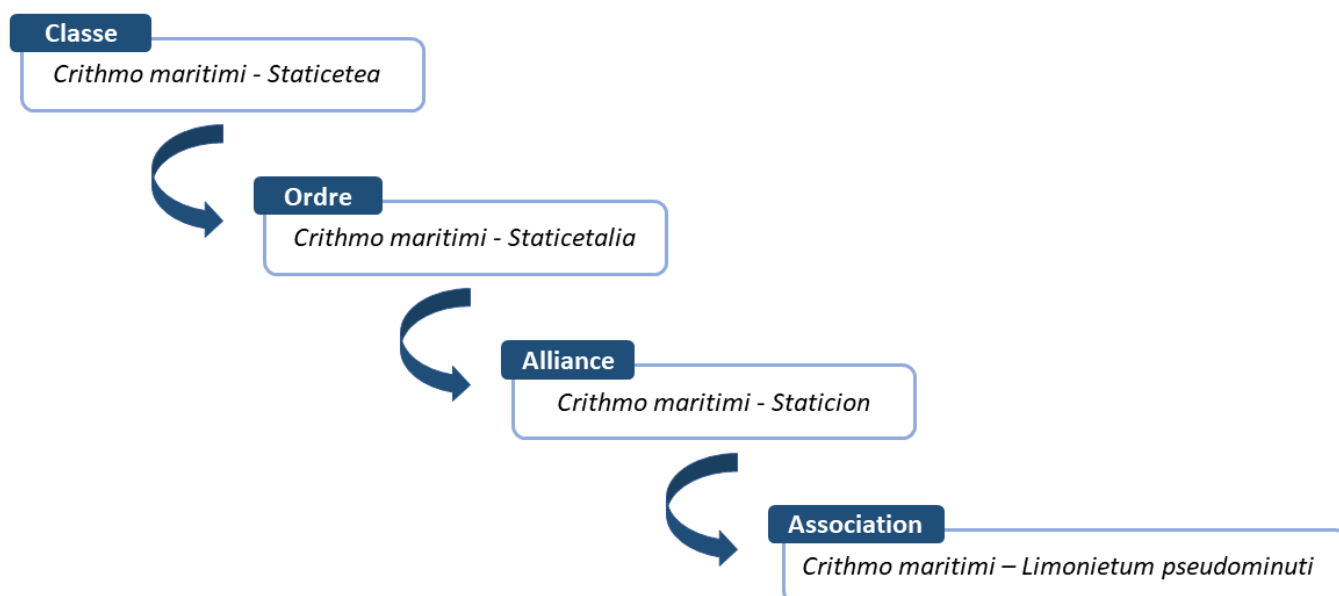 Classe
Crithmo maritimi - Staticetea
Ordre
Crithmo maritimi - Staticetalia
Alliance
Crithmo maritimi - Staticion
Association
Crithmo maritimi – Limonietum pseudominuti